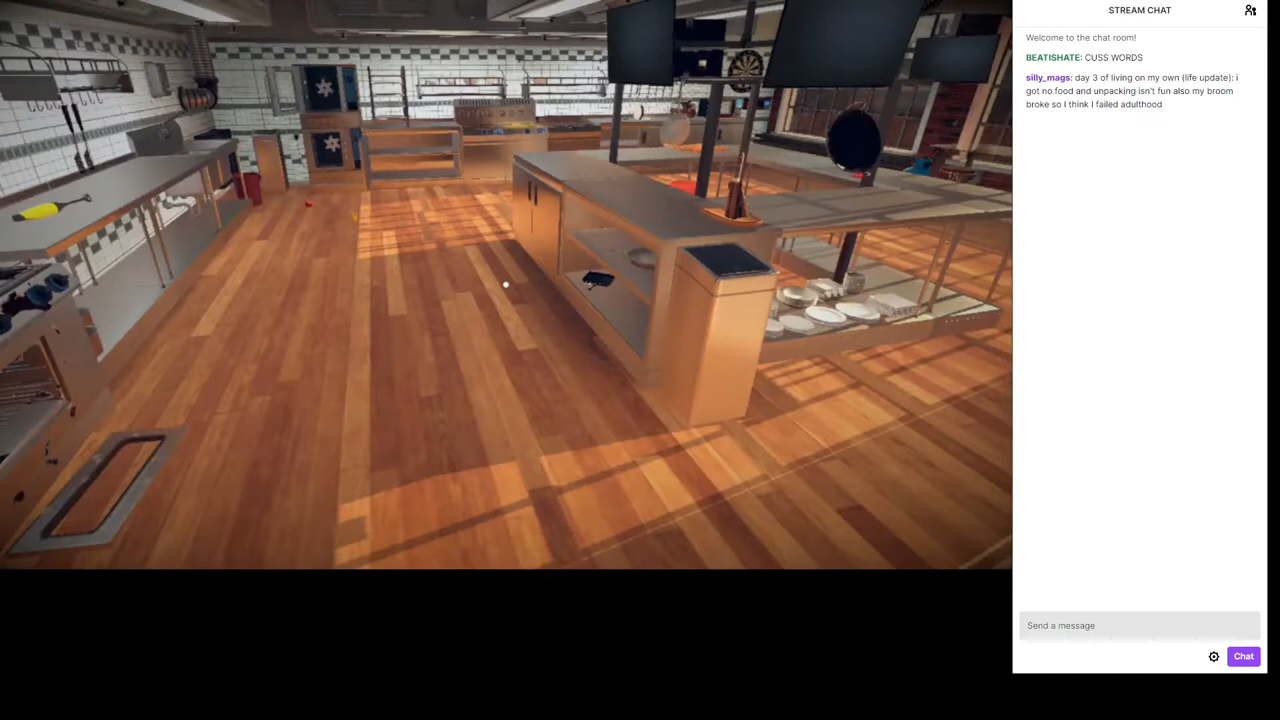 STREAM CHAT
Welcome to the chat room!
BEATISHATE: CUSS WORDS
silly_mags: day 3 of living on my own (life update): i
got no food and unpacking isn't fun also my broom
broke so I think I failed adulthood
Send a message
Chat